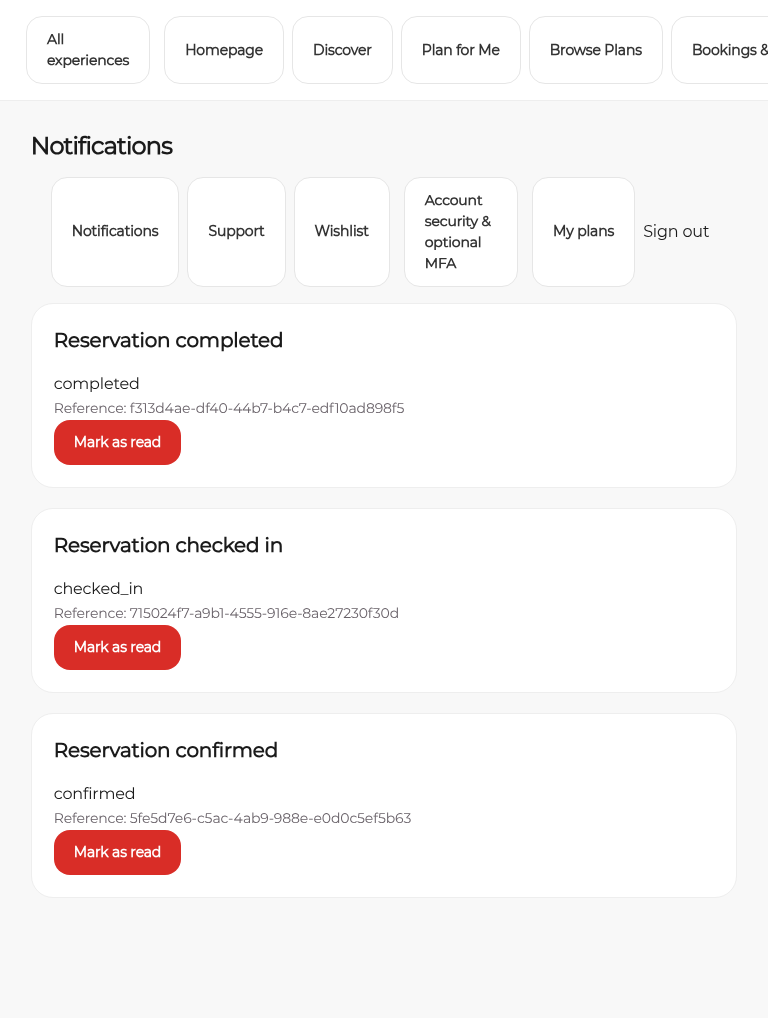 All
experiences
Homepage
Discover
Plan for Me
Browse Plans
Bookings &
Notifications
Notifications
Support
Wishlist
Account
security &
optional
MFA
My plans
Sign out
Reservation completed
completed
Reference: f313d4ae-df40-44b7-b4c7-edf10ad898f5
Mark as read
Reservation checked in
checked_in
Reference: 715024f7-a9b1-4555-916e-8ae27230f30d
Mark as read
Reservation confirmed
confirmed
Reference: 5fe5d7e6-c5ac-4ab9-988e-e0d0c5ef5b63
Mark as read